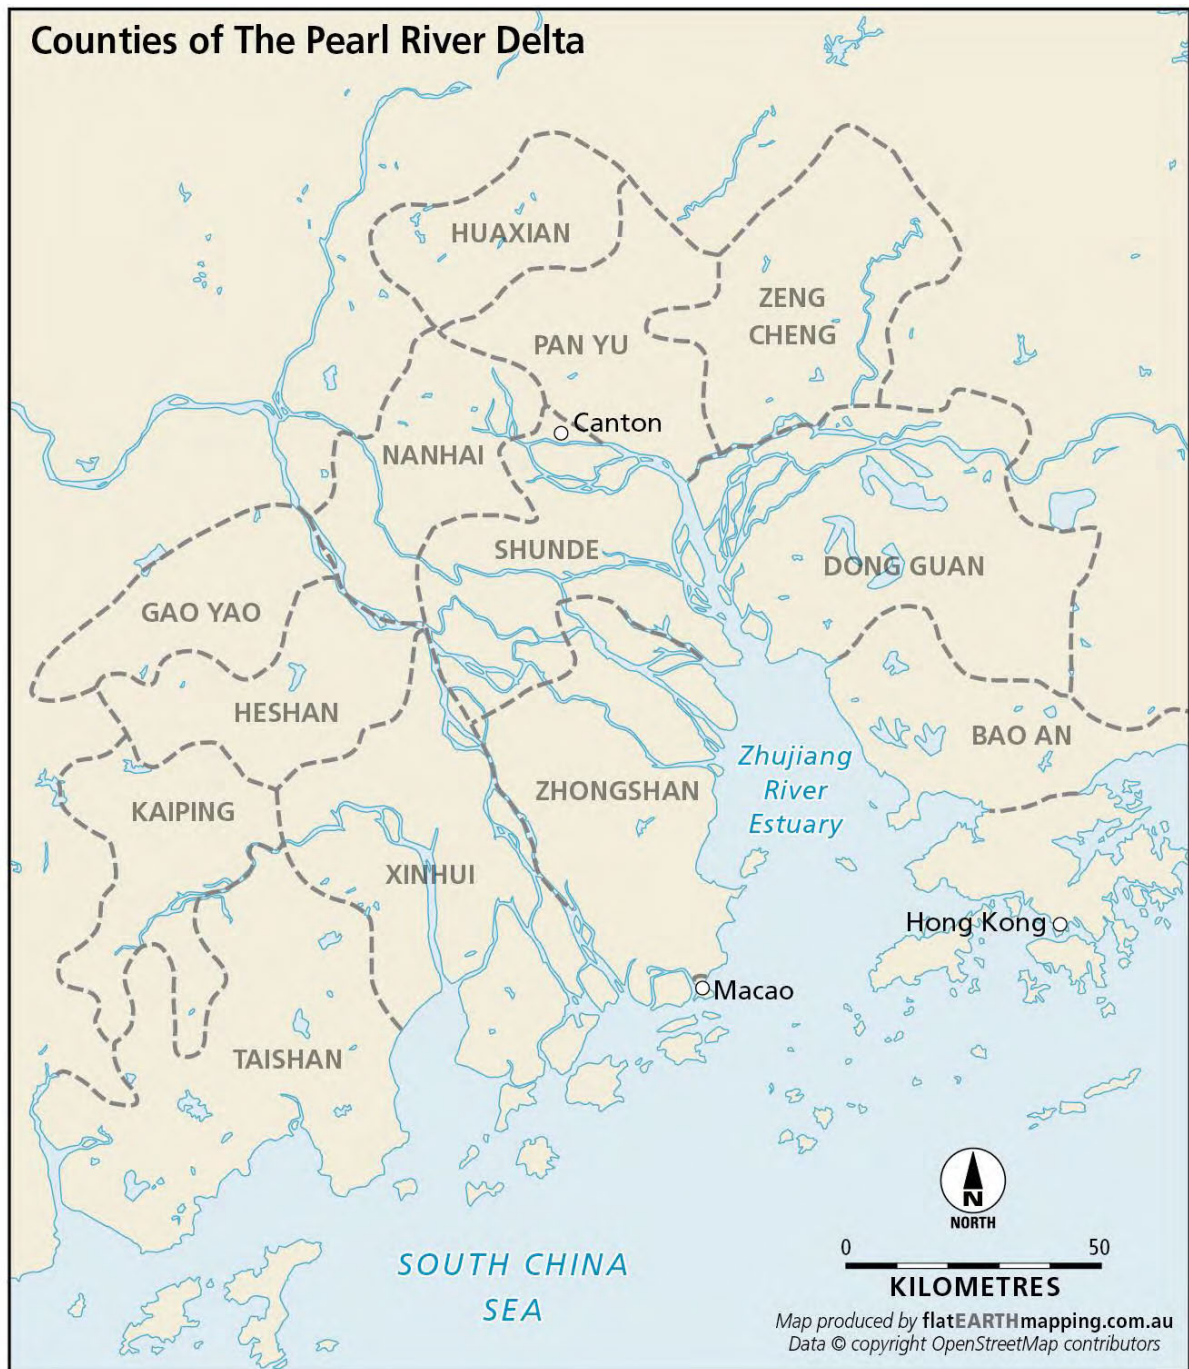 Counties of The Pearl River Delta
HUAXIAN
ZENG
CHENG
PAN YU
Canton
NANHAI
SHUNDE
DONG GUAN
GAO YAO
HESHAN
BAO AN
Zhujiang
River
Estuary
ZHONGSHAN
KAIPING
XINHUI
Hong Kong
Macao
TAISHAN
NORTH
N
SOUTH CHINA
SEA
0 50
KILOMETRES
Map produced by flatEARTHmapping.com.au
Data © copyright OpenStreetMap contributors